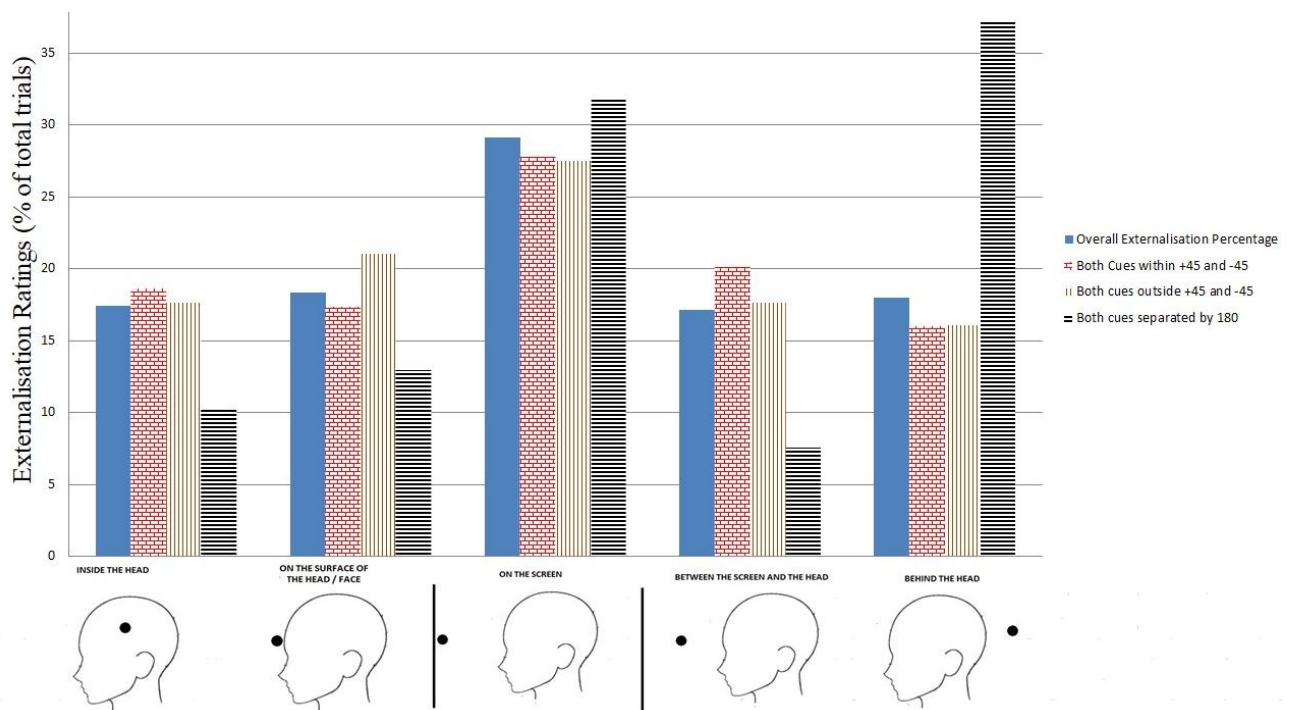 Externalisation Ratings (% of total trials)
35
30
25
20
15
10
5
0
INSIDE THE HEAD
ON THE SURFACE OF
THE HEAD / FACE
ON THE SCREEN
BETWEEN THE SCREEN AND THE HEAD
BEHIND THE HEAD
Overall Externalisation Percentage
Both Cues within +45 and -45
Both cues outside +45 and -45
Both cues separated by 180